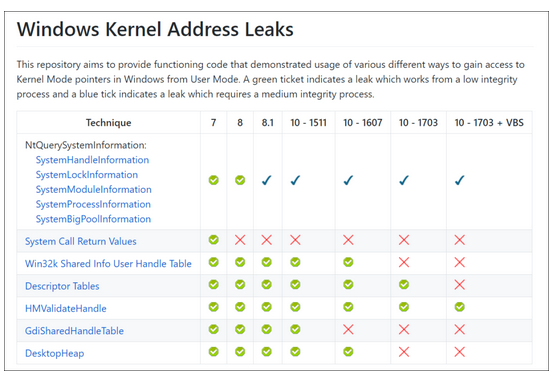 Windows Kernel Address Leaks
This repository aims to provide functioning code that demonstrated usage of various different ways to gain access to
Kernel Mode pointers in Windows from User Mode. A green ticket indicates a leak which works from a low integrity
process and a blue tick indicates a leak which requires a medium integrity process.
Technique 7 8 8.1 10 - 1511 10 - 1607 10 - 1703 10 - 1703 + VBS
NtQuerySystemInformation:
SystemHandleInformation
SystemLockInformation
SystemModuleInformation
SystemProcessInformation
SystemBigPoolInformation
System Call Return Values
Win32k Shared Info User Handle Table
Descriptor Tables
HMValidateHandle
GdiSharedHandleTable
DesktopHeap